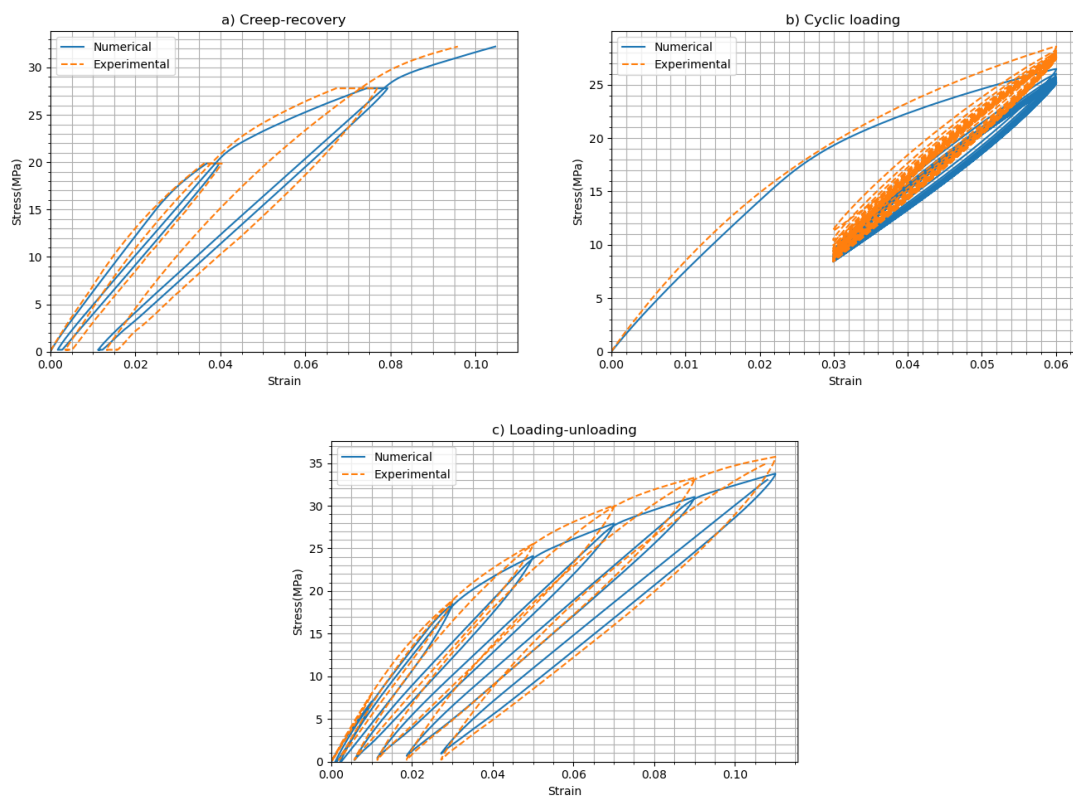 a) Creep-recovery
Numerical
Experimental
Stress(MPa)
30
25
20
15
10
5
0
0.00 0.02 0.04 0.06 0.08 0.10
Strain
b) Cyclic loading
Numerical
Experimental
Stress(MPa)
25
20
15
10
5
0
0.00 0.01 0.02 0.03 0.04 0.05 0.06
Strain
c) Loading-unloading
Numerical
Experimental
Stress(MPa)
35
30
25
20
15
10
5
0
0.00 0.02 0.04 0.06 0.08 0.10
Strain